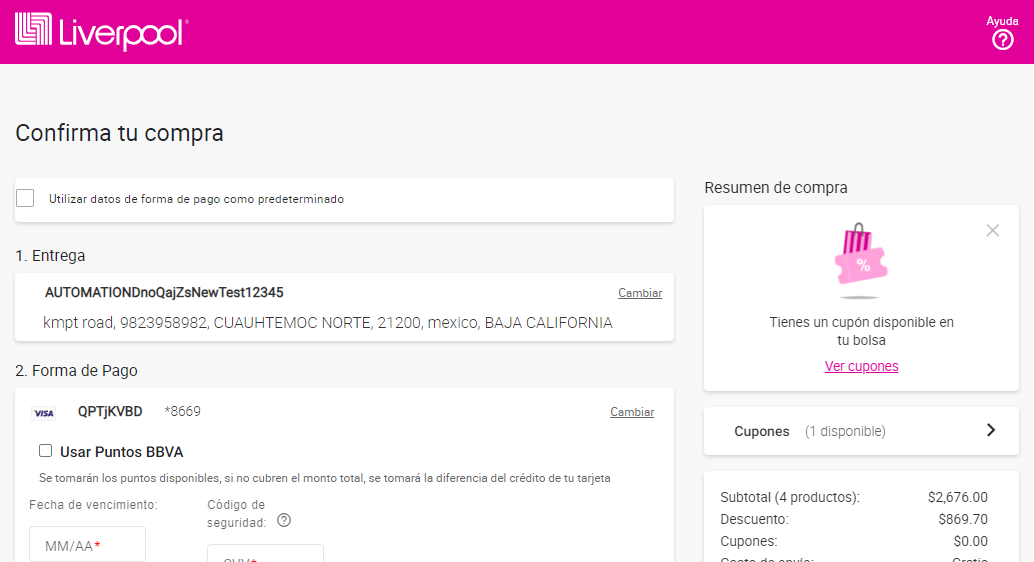 Liverpool
Ayuda
Confirma tu compra
Utilizar datos de forma de pago como predeterminado
1. Entrega
AUTOMATIONDnoQajZsNewTest12345
Cambiar
kmpt road, 9823958982, CUAUHTEMOC NORTE, 21200, mexico, BAJA CALIFORNIA
2. Forma de Pago
VISA QPTjKVBD *8669 Cambiar
Usar Puntos BBVA
Se tomarán los puntos disponibles, si no cubren el monto total, se tomará la diferencia del crédito de tu tarjeta
Fecha de vencimiento:
MM/AA*
Código de
seguridad:
CVV*
Resumen de compra
%
Tienes un cupón disponible en
tu bolsa
Ver cupones
Cupones (1 disponible)
Subtotal (4 productos): $2,676.00
Descuento: $869.70
Cupones: $0.00
Costo de envío: Gratis